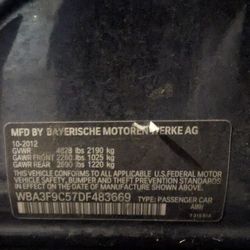 MFD BY BAYERISCHE MOTOREN WERKE AG
10-2012
GVWR 4828 lbs 2190 kg
GAWR FRONT 2260 lbs 1025 kg
GAWR REAR 2690 lbs 1220 kg
THIS VEHICLE CONFORMS TO ALL APPLICABLE
U.S. FEDERAL MOTOR VEHICLE
SAFETY, BUMPER AND THEFT PREVENTION
STANDARDS IN EFFECT ON THE DATE OF
MANUFACTURE SHOWN ABOVE.
WBA3F9C57DF483669
TYPE: PASSENGER CAR